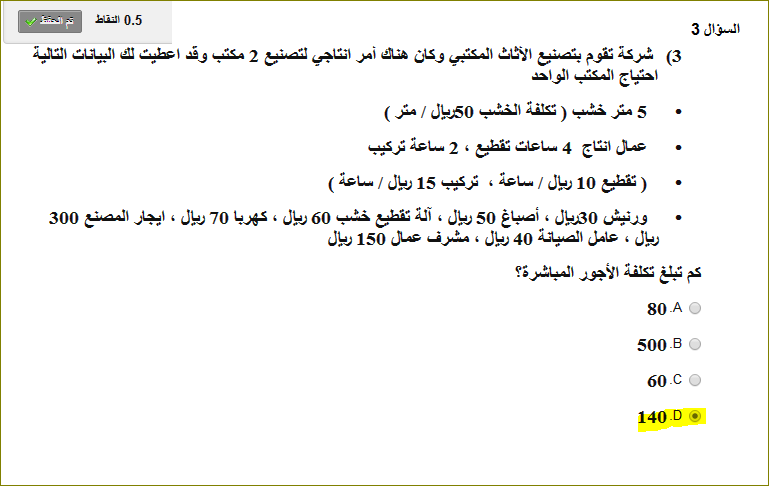 تم الحفظ
0.5 النقاط
السؤال 3
3) شركة تقوم بتصنيع الأثاث المكتبي وكان هناك أمر انتاجي لتصنيع 2 مكتب وقد اعطيت لك البيانات التالية
احتياج المكتب الواحد
• 5 متر خشب ( تكلفة الخشب 50ريال / متر )
• عمال انتاج 4 ساعات تقطيع ، 2 ساعة تركيب
• ( تقطيع 10 ريال / ساعة ، تركيب 15 ريال / ساعة )
• ورنيش 30ريال ، أصباغ 50 ريال ، آلة تقطيع خشب 60 ريال ، كهربا 70 ريال ، ايجار المصنع 300
ريال ، عامل الصيانة 40 ريال ، مشرف عمال 150 ريال
كم تبلغ تكلفة الأجور المباشرة؟
A. 80
B. 500
C. 60
D. 140